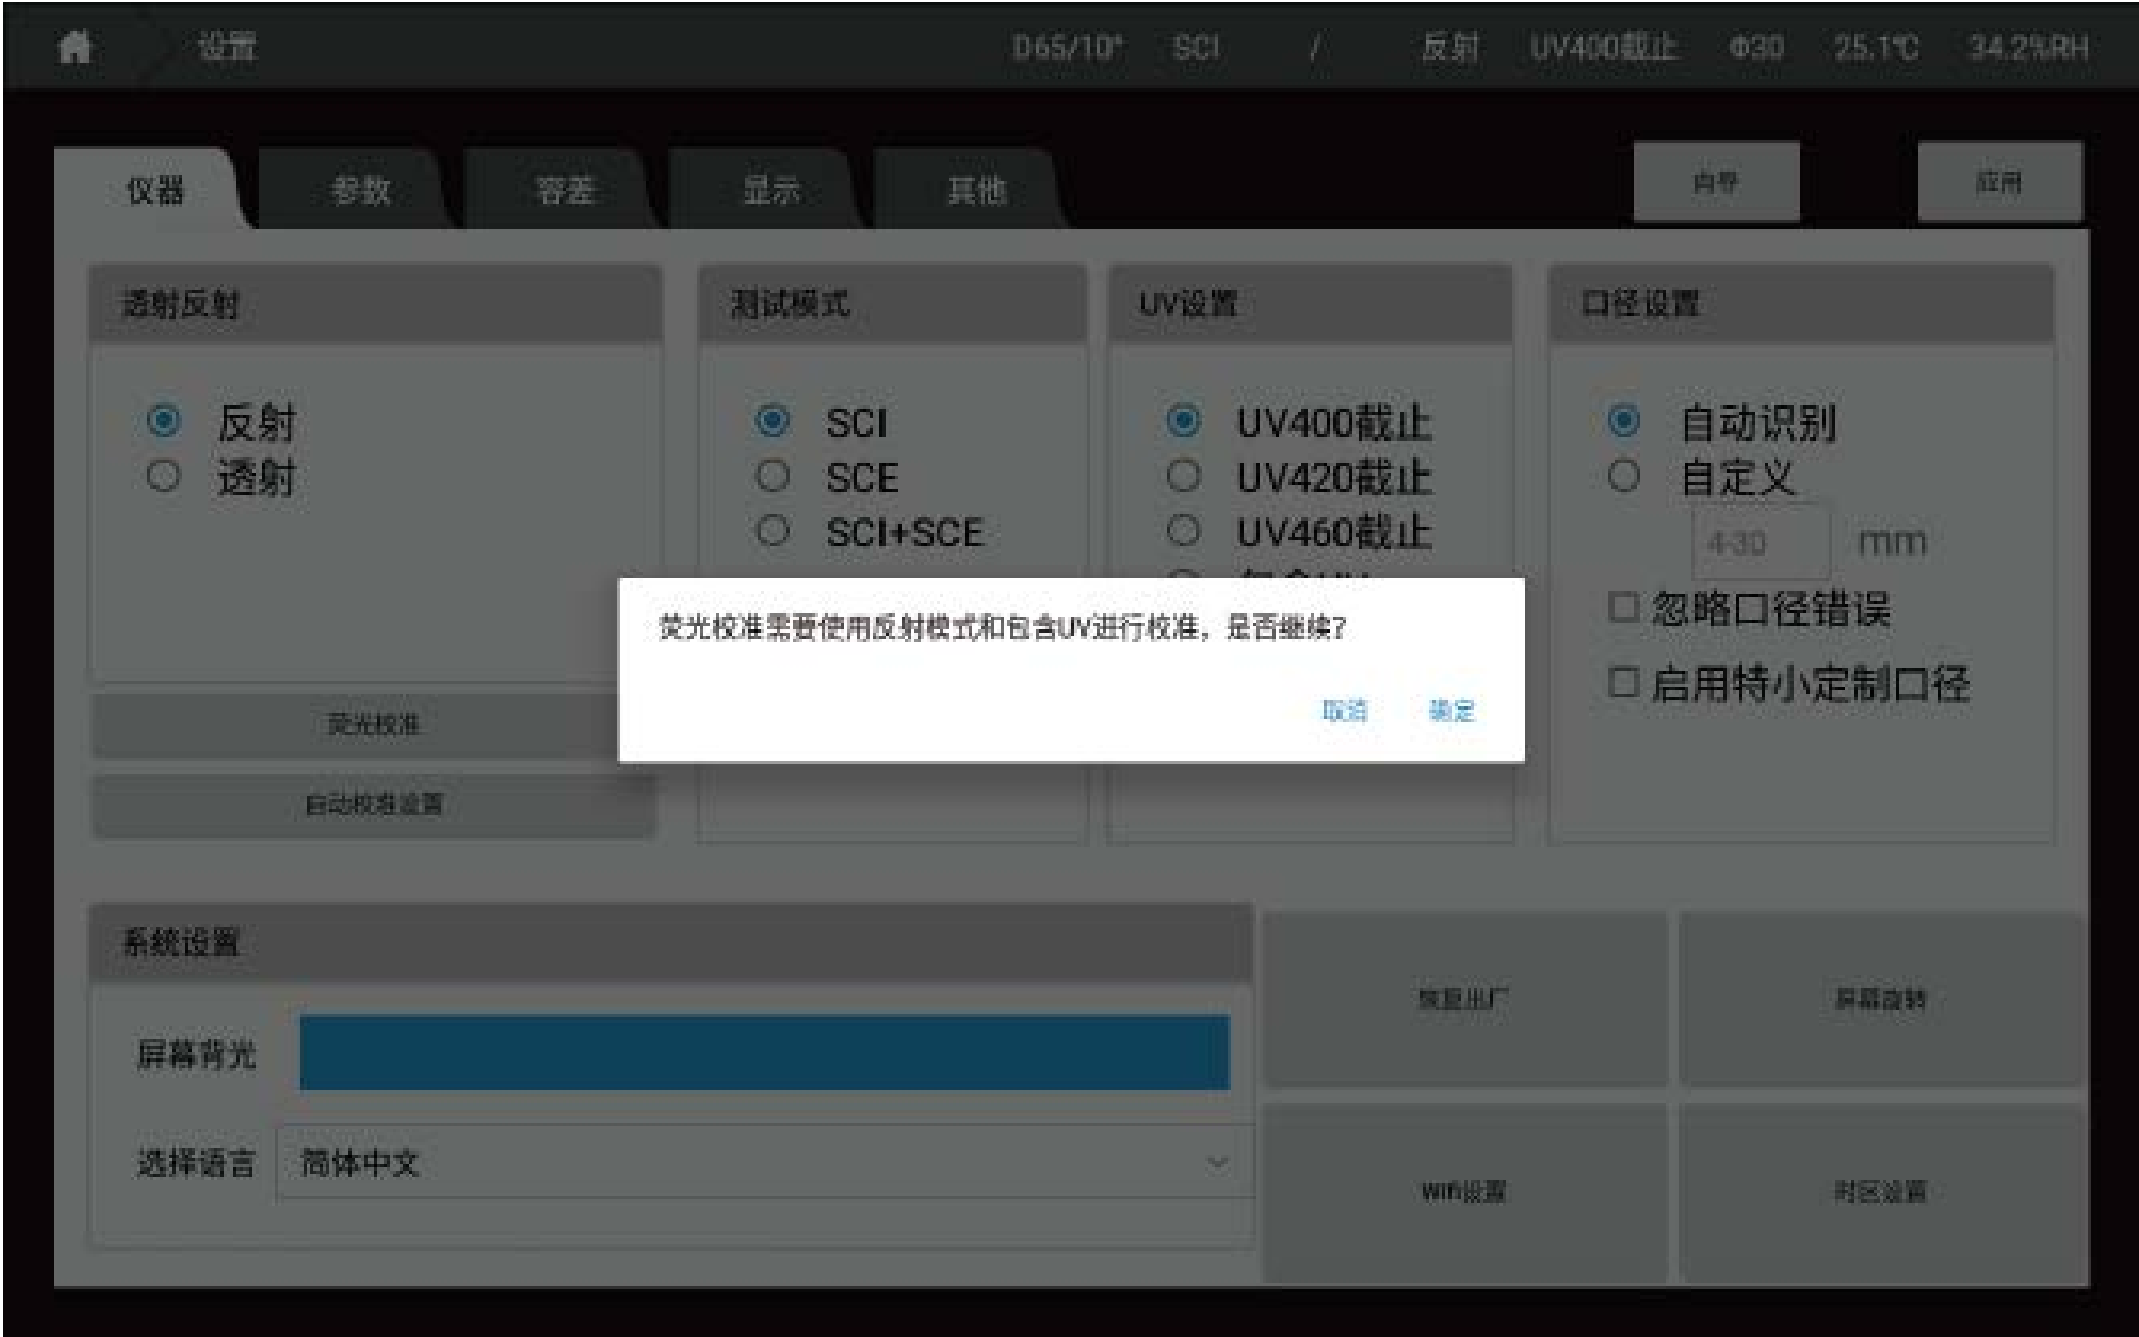 设置 D65/10° SCI / 反射 UV400截止 Φ30 25.1℃ 34.2%RH
仪器 参数 容差 显示 其他 向导 应用
透射反射 测试模式 UV设置 口径设置
反射 SCI UV400截止 自动识别
透射 SCE UV420截止 自定义
SCI+SCE UV460截止 4-30 mm
忽略口径错误
荧光校准需要使用反射模式和包含UV进行校准，是否继续？
启用特小定制口径
取消 确定
荧光校准
自动校准设置
系统设置
恢复出厂 屏幕旋转
屏幕背光
选择语言 简体中文
Wifi设置 时区设置